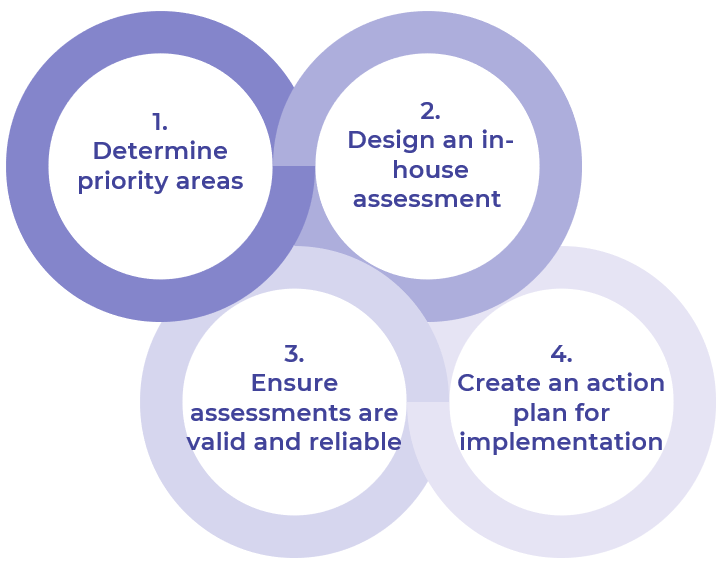 1.
Determine
priority areas
2.
Design an in-
house
assessment
3.
Ensure
assessments are
valid and reliable
4.
Create an action
plan for
implementation